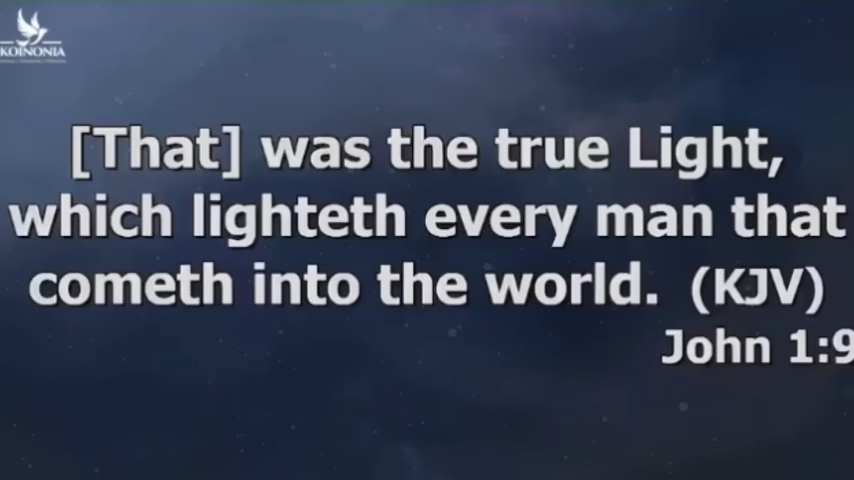 KOINONIA
[That] was the true Light,
which lighteth every man that
cometh into the world. (KJV)
John 1:9